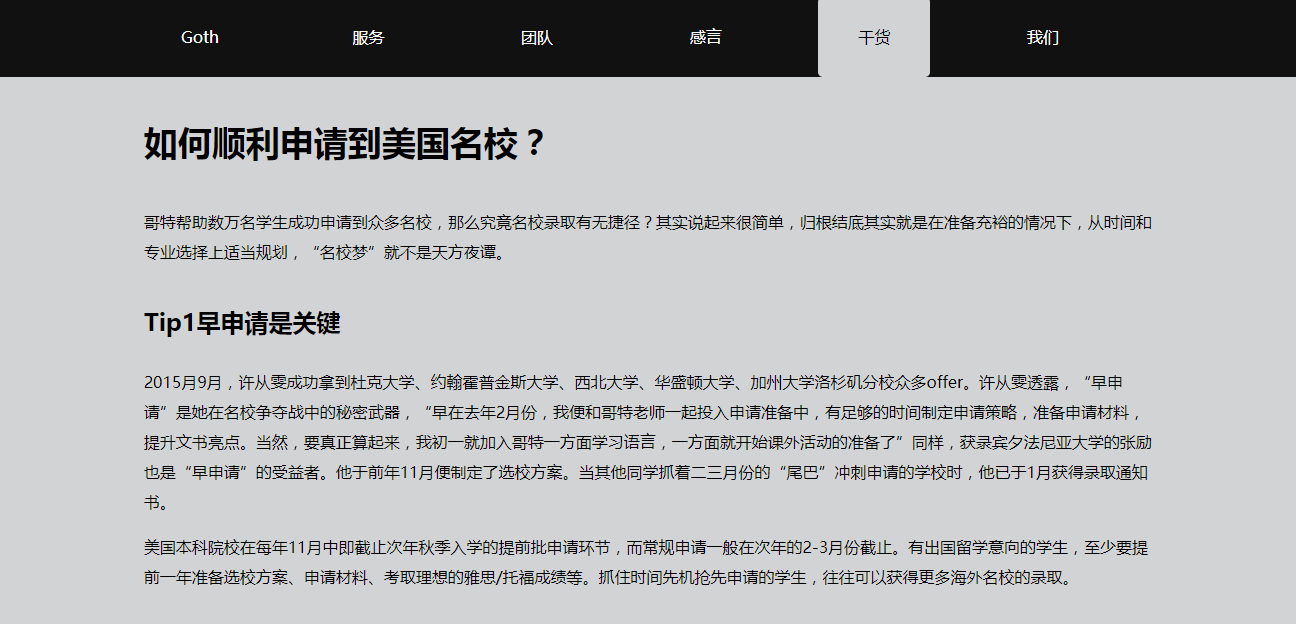 Goth 服务 团队 感言 干货 我们
如何顺利申请到美国名校？
哥特帮助数万名学生成功申请到众多名校，那么究竟名校录取有无捷径？其实说起来很简单，归根结底其实就是在准备充裕的情况下，从时间和
专业选择上适当规划，“名校梦”就不是天方夜谭。
Tip1早申请是关键
2015月9月，许从雯成功拿到杜克大学、约翰霍普金斯大学、西北大学、华盛顿大学、加州大学洛杉矶分校众多offer。许从雯透露，“早申
请”是她在名校争夺战中的秘密武器，“早在去年2月份，我便和哥特老师一起投入申请准备中，有足够的时间制定申请策略，准备申请材料，
提升文书亮点。当然，要真正算起来，我初一就加入哥特一方面学习语言，一方面就开始课外活动的准备了”同样，获录宾夕法尼亚大学的张励
也是“早申请”的受益者。他于前年11月便制定了选校方案。当其他同学抓着二三月份的“尾巴”冲刺申请的学校时，他已于1月获得录取通知
书。
美国本科院校在每年11月中即截止次年秋季入学的提前批申请环节，而常规申请一般在次年的2-3月份截止。有出国留学意向的学生，至少要提
前一年准备选校方案、申请材料、考取理想的雅思/托福成绩等。抓住时间先机抢先申请的学生，往往可以获得更多海外名校的录取。